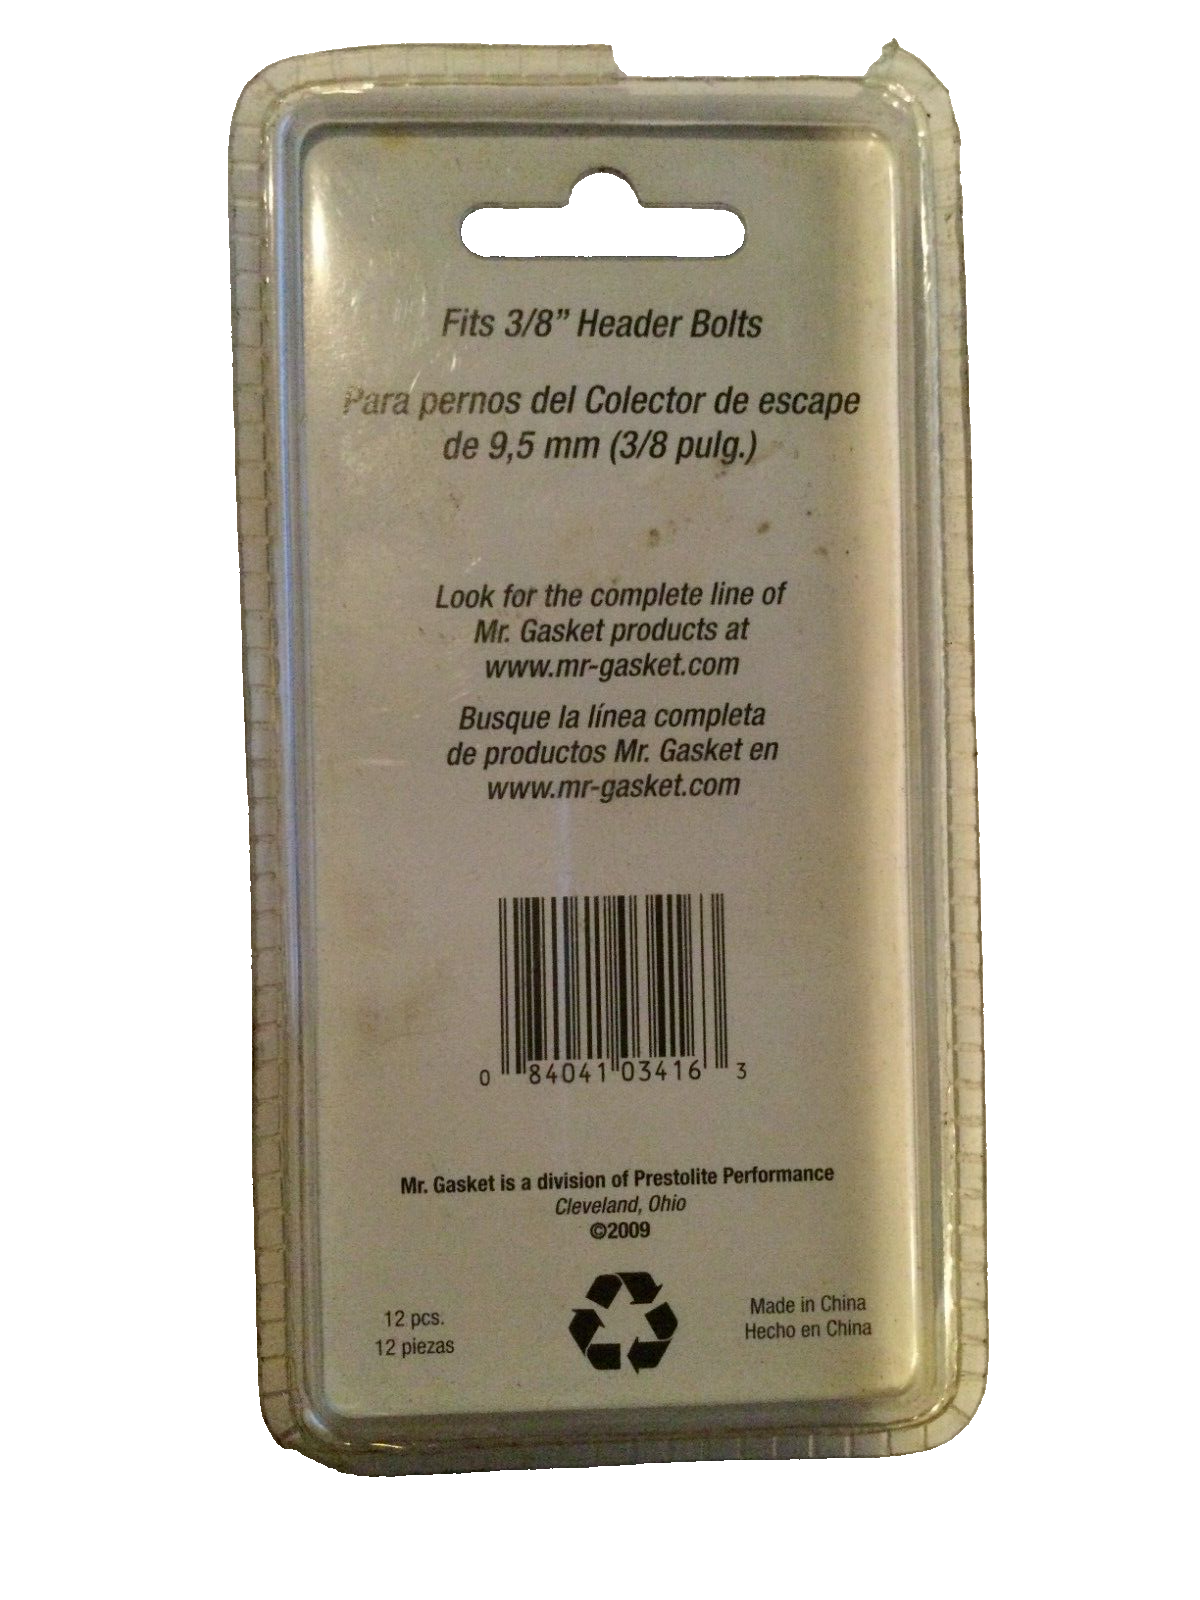 Fits 3/8” Header Bolts
Para pernos del Colector de escape
de 9,5 mm (3/8 pulg.)
Look for the complete line of
Mr. Gasket products at
www.mr-gasket.com
Busque la línea completa
de productos Mr. Gasket en
www.mr-gasket.com
0 84041 03416 3
Mr. Gasket is a division of Prestolite Performance
Cleveland, Ohio
©2009
12 pcs.
12 piezas
Made in China
Hecho en China